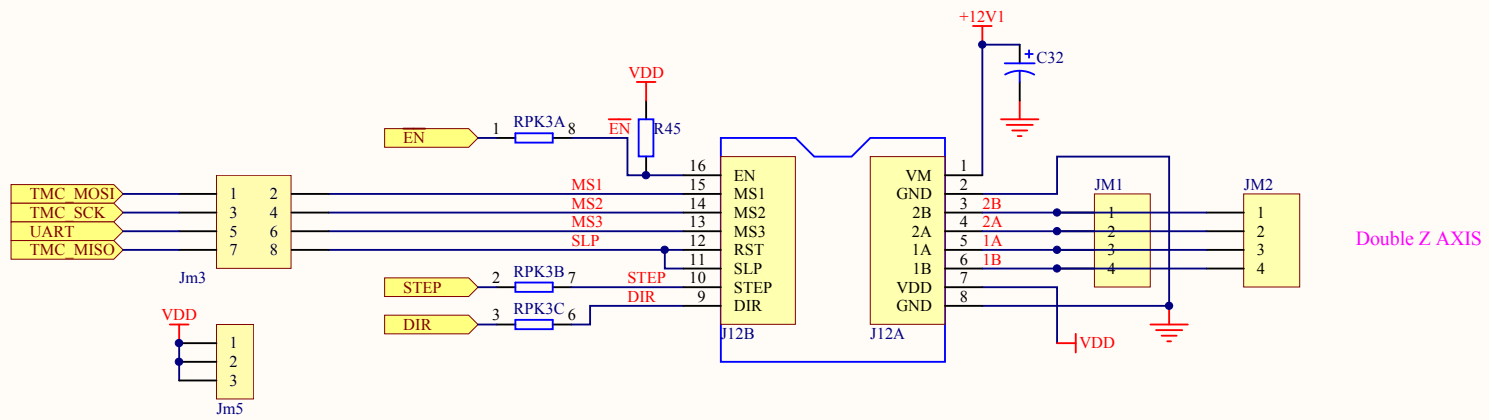 +12V1
C32
VDD
EN
1
RPK3A
8
EN
R45
16
EN
15
MS1
14
MS2
13
MS3
12
RST
11
SLP
10
STEP
9
DIR
J12B
VM
1
GND
2
2B
3
2B
2A
4
2A
1A
5
1A
1B
6
1B
VDD
7
GND
8
J12A
VDD
TMC_MOSI
TMC_SCK
UART
TMC_MISO
1 2
3 4
5 6
7 8
Jm3
MS1
MS2
MS3
SLP
STEP
2
RPK3B
7
STEP
DIR
3
RPK3C
6
DIR
VDD
1
2
3
Jm5
JM1
1
2
3
4
JM2
1
2
3
4
Double Z AXIS